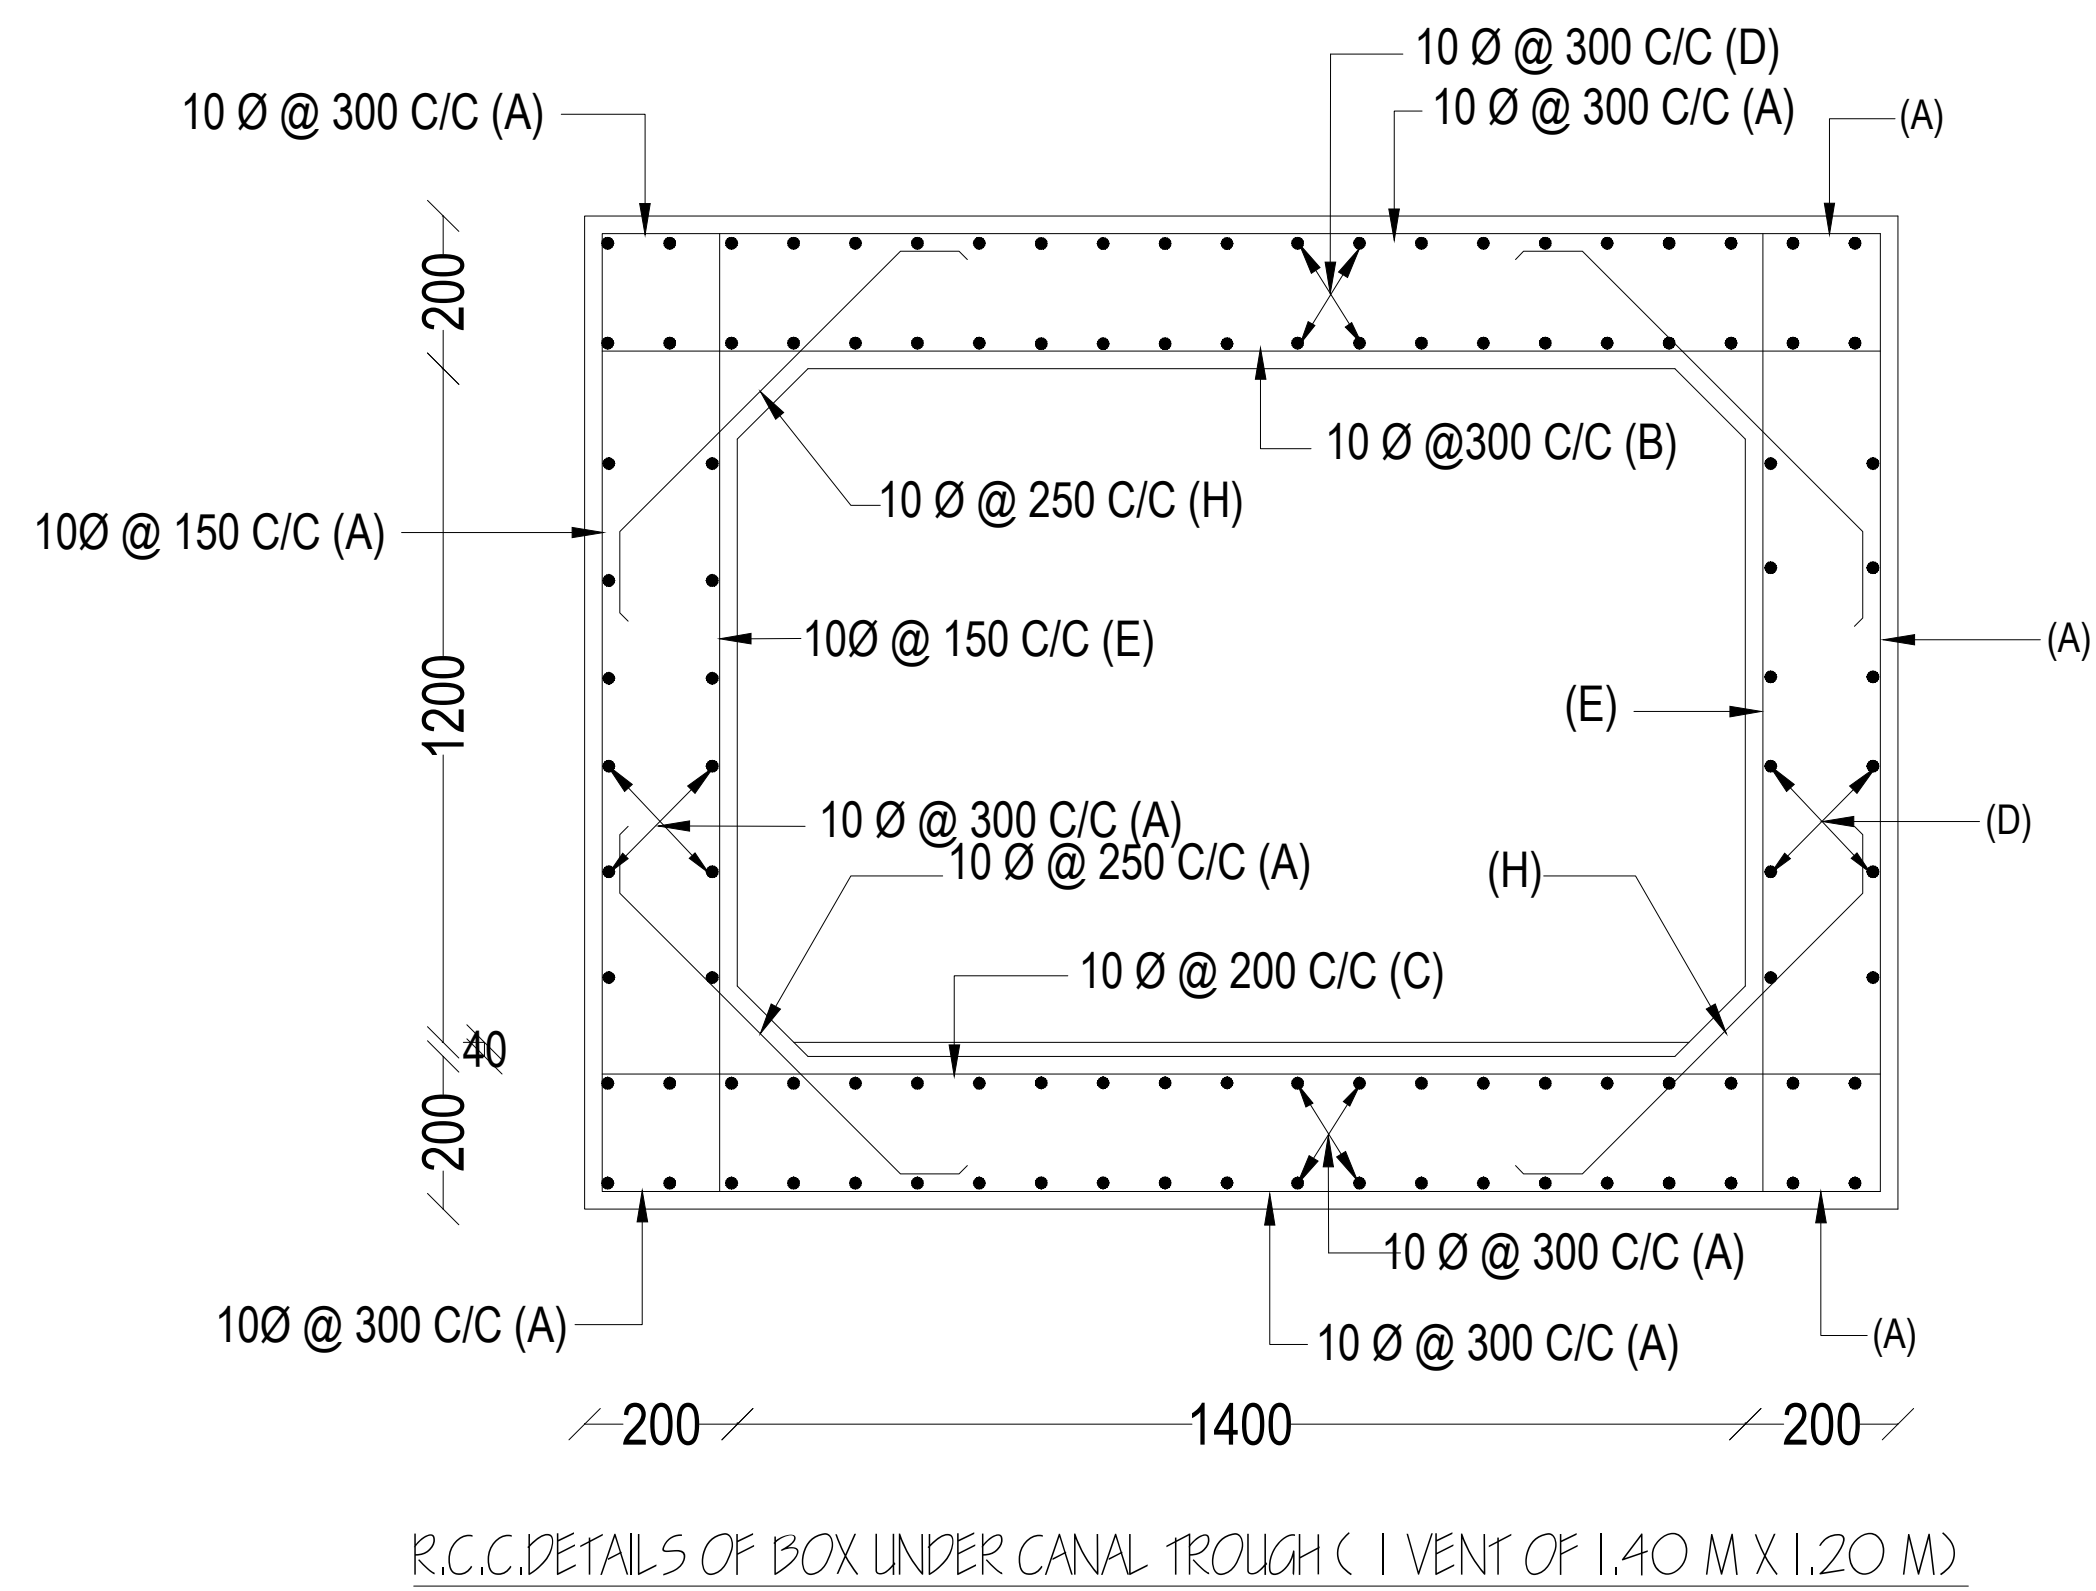 10 Ø @ 300 C/C (D)
10 Ø @ 300 C/C (A)
10 Ø @ 300 C/C (A)
(A)
200
10 Ø @300 C/C (B)
10 Ø @ 250 C/C (H)
10Ø @ 150 C/C (A)
10Ø @ 150 C/C (E)
(A)
1200
(E)
10 Ø @ 300 C/C (A)
(D)
10 Ø @ 250 C/C (A)
(H)
10 Ø @ 200 C/C (C)
40
200
10 Ø @ 300 C/C (A)
10Ø @ 300 C/C (A)
10 Ø @ 300 C/C (A)
(A)
200
1400
200
R.C.C.DETAILS OF BOX UNDER CANAL TROUGH ( 1 VENT OF 1.40 M X 1.20 M)